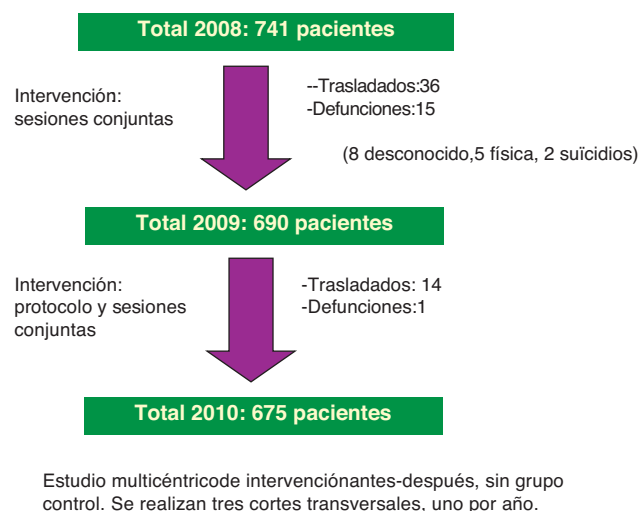 Total 2008: 741 pacientes
Intervención:
sesiones conjuntas
--Trasladados:36
-Defunciones:15
(8 desconocido,5 física, 2 suïcidios)
Total 2009: 690 pacientes
Intervención:
protocolo y sesiones
conjuntas
-Trasladados: 14
-Defunciones:1
Total 2010: 675 pacientes
Estudio multicéntricode intervenciónantes-después, sin grupo
control. Se realizan tres cortes transversales, uno por año.